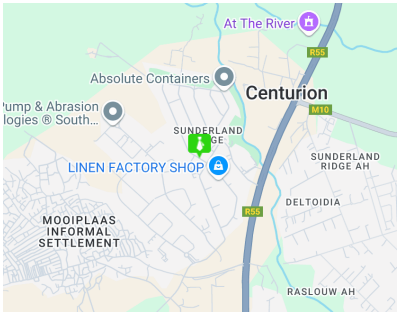 At The River
R55
Absolute Containers
Centurion
Pump & Abrasion
logies ® South...
M10
SUNDERLAND
GE
SUNDERLAND
RIDGE AH
LINEN FACTORY SHOP
DELTOIDIA
R55
MOOIPLAAS
INFORMAL
SETTLEMENT
RASLOUW AH